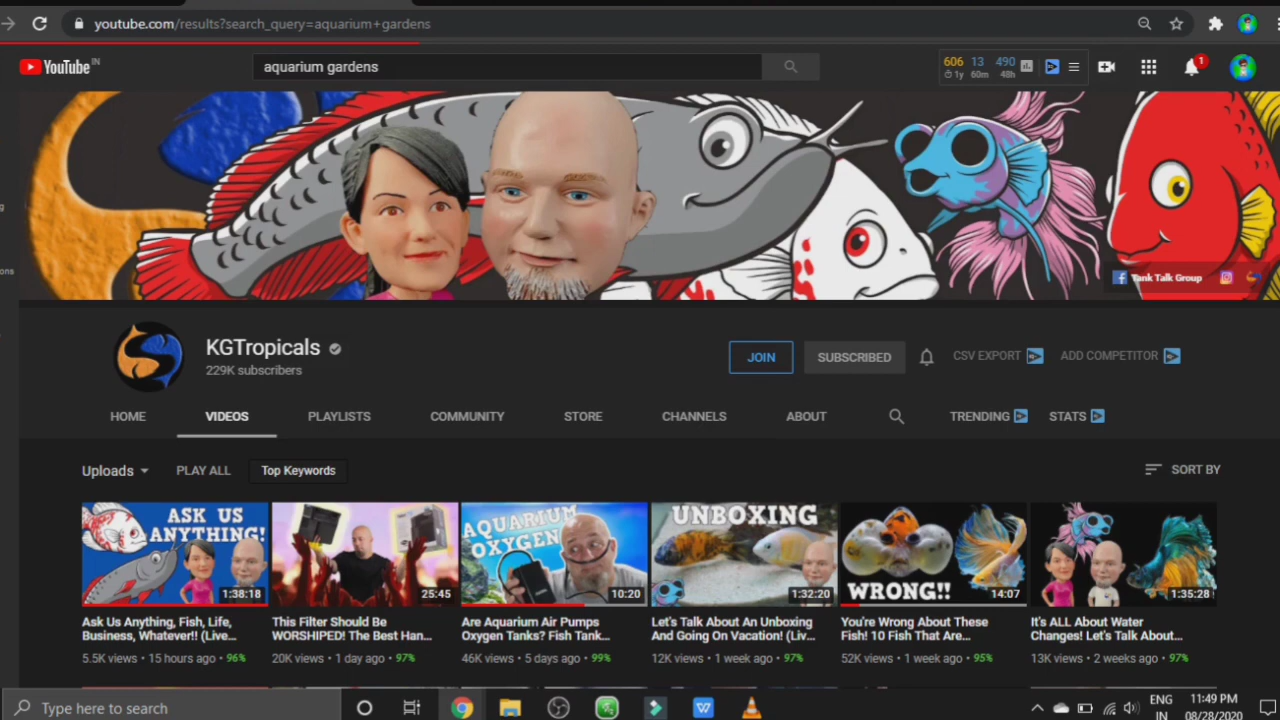 youtube.com/results?search_query=aquarium+gardens
YouTube IN
aquarium gardens
606 13 490
1y 60m 48h
1
ons
Tank Talk Group
KGTropicals
229K subscribers
JOIN
SUBSCRIBED
CSV EXPORT
ADD COMPETITOR
HOME VIDEOS PLAYLISTS COMMUNITY STORE CHANNELS ABOUT TRENDING STATS
Uploads PLAY ALL Top Keywords SORT BY
ASK US ANYTHING!
1:38:18
25:45
AQUARIUM OXYGEN
10:20
UNBOXING
1:32:20
WRONG!!
14:07
1:35:28
Ask Us Anything, Fish, Life,
Business, Whatever!! (Live...
5.5K views • 15 hours ago • 96%
This Filter Should Be
WORSHIPED! The Best Han...
20K views • 1 day ago • 97%
Are Aquarium Air Pumps
Oxygen Tanks? Fish Tank...
46K views • 5 days ago • 99%
Let's Talk About An Unboxing
And Going On Vacation! (Liv...
12K views • 1 week ago • 97%
You're Wrong About These
Fish! 10 Fish That Are...
52K views • 1 week ago • 95%
It's ALL About Water
Changes! Let's Talk About...
13K views • 2 weeks ago • 97%
Type here to search
W
ENG
IN
11:49 PM
08/28/2020